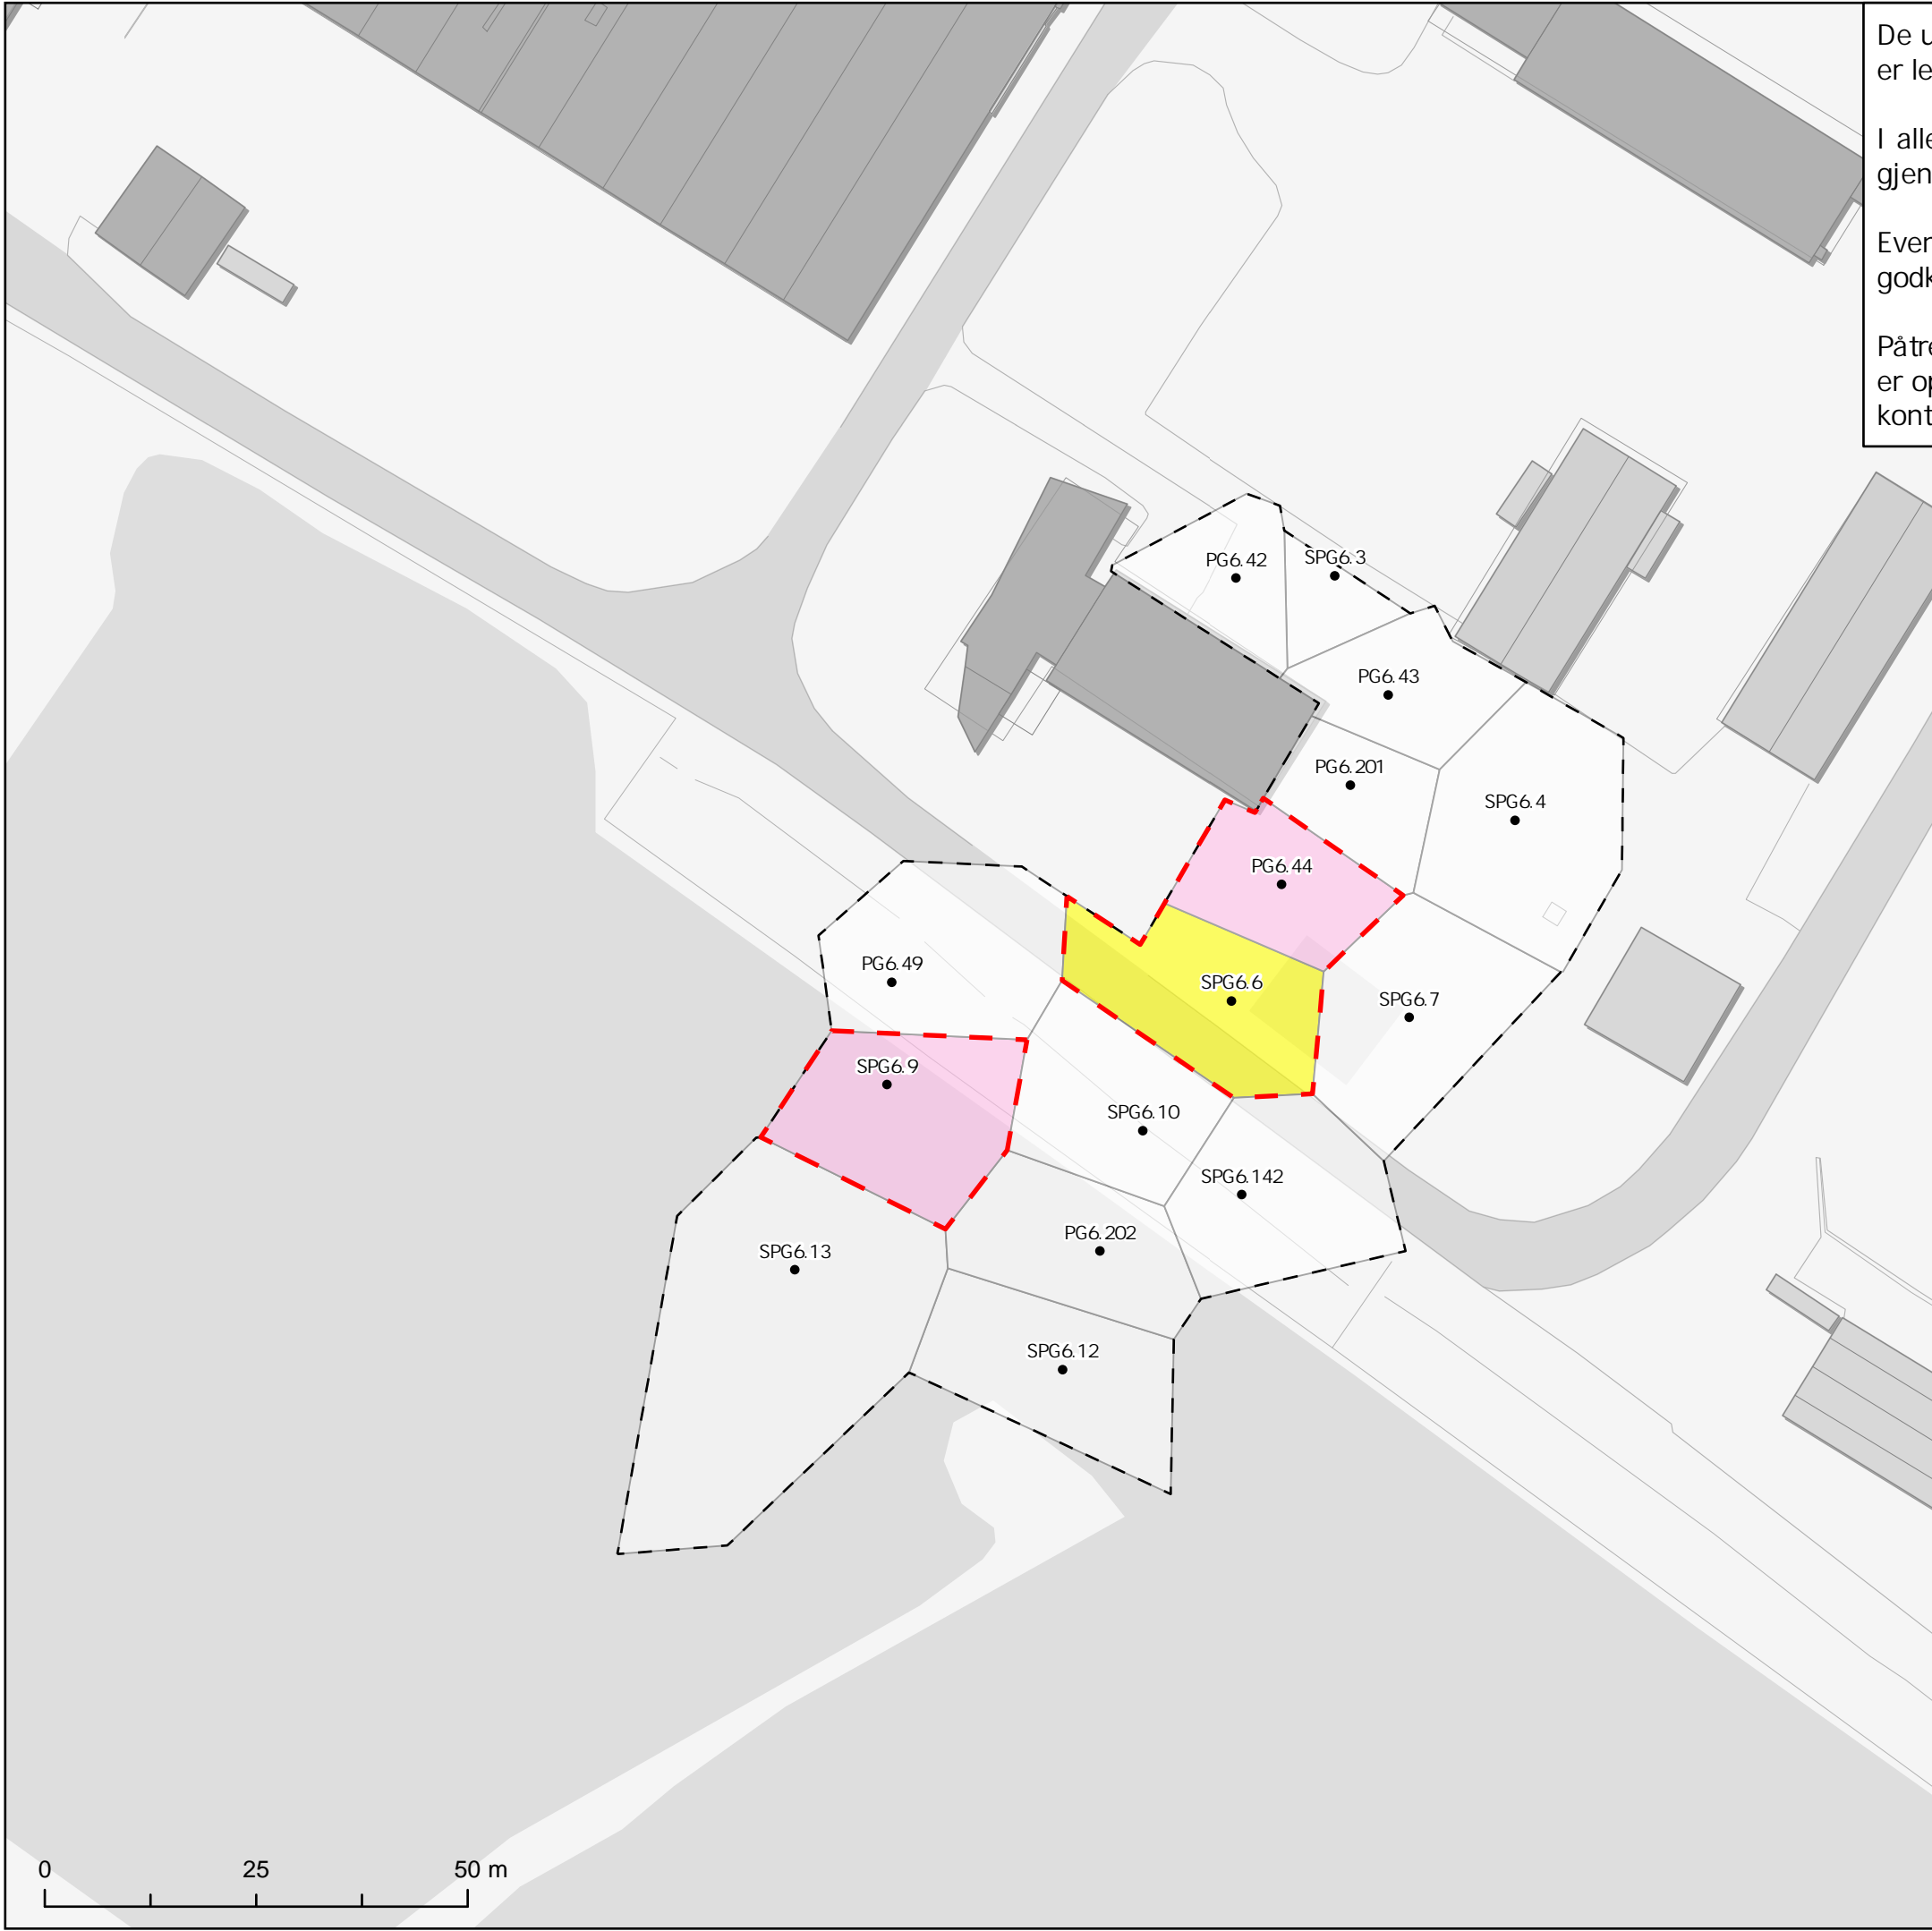 De u
er le
I alle
gjen
Even
godk
Påtre
er op
kont
PG6.42
SPG6.3
PG6.43
PG6.201
SPG6.4
PG6.44
PG6.49
SPG6.6
SPG6.7
SPG6.9
SPG6.10
SPG6.142
PG6.202
SPG6.13
SPG6.12
0 25 50 m